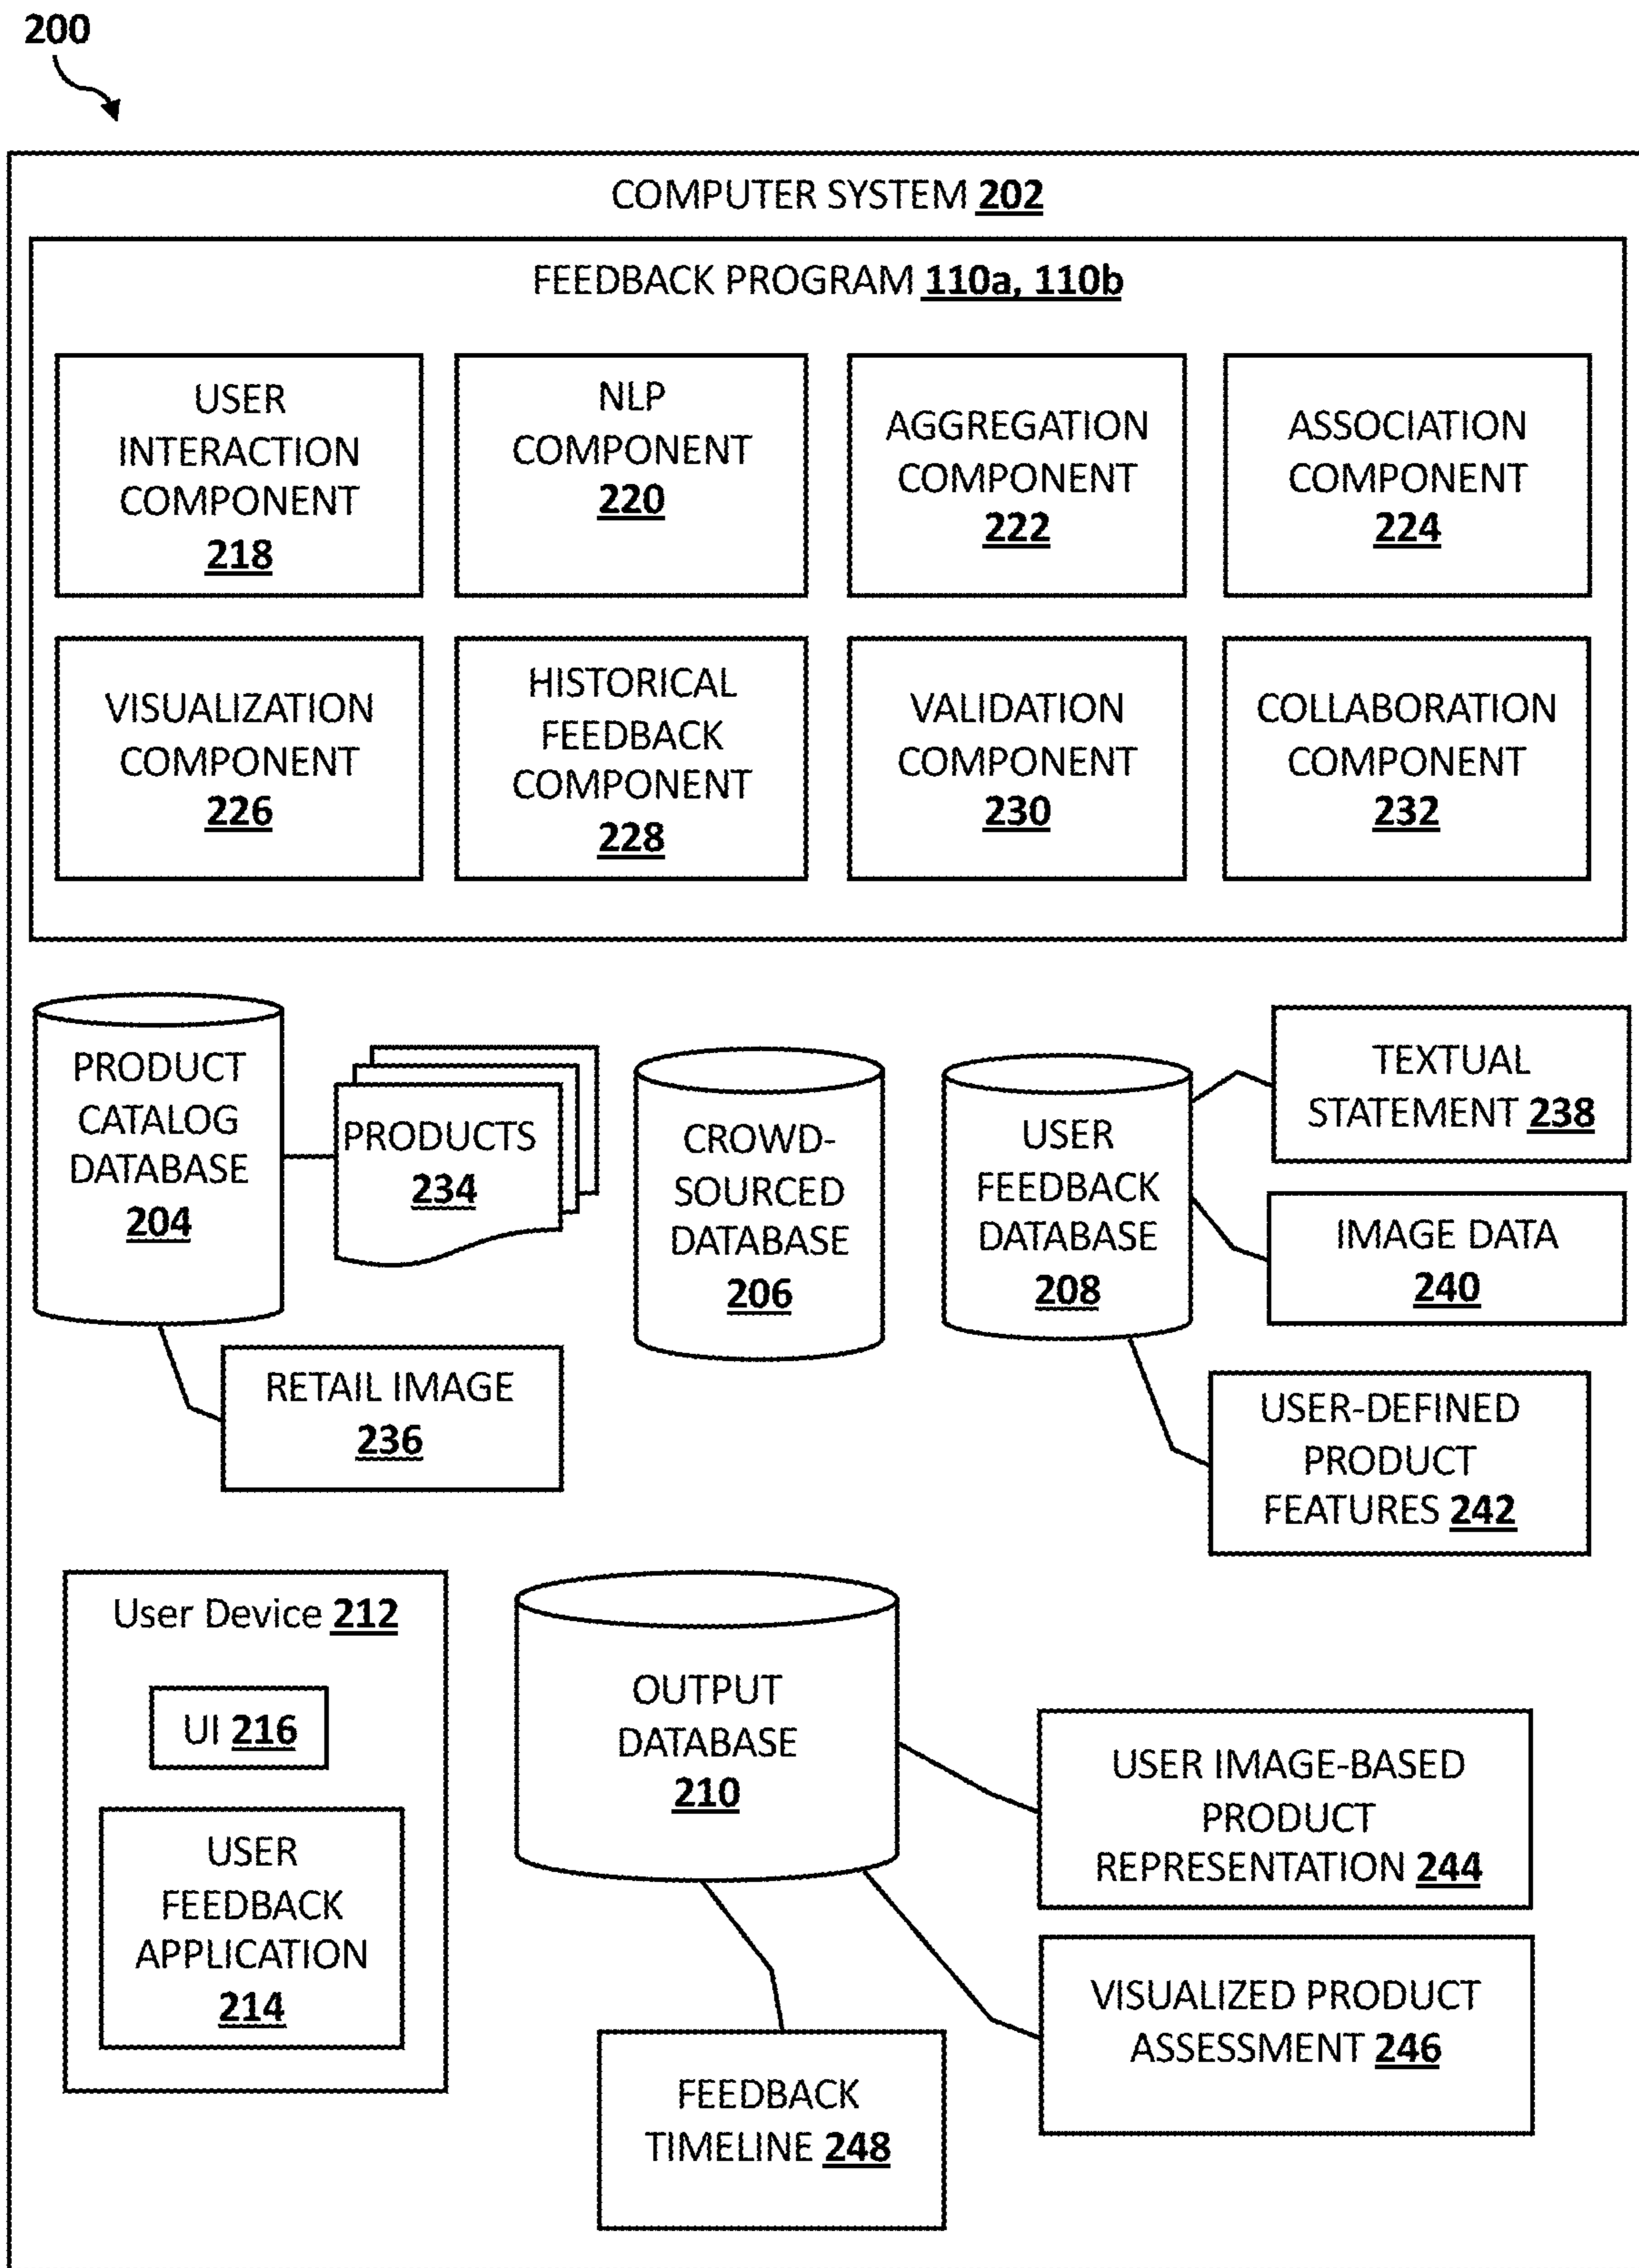 200
COMPUTER SYSTEM 202
FEEDBACK PROGRAM 110a, 110b
USER
INTERACTION
COMPONENT
218
NLP
COMPONENT
220
AGGREGATION
COMPONENT
222
ASSOCIATION
COMPONENT
224
VISUALIZATION
COMPONENT
226
HISTORICAL
FEEDBACK
COMPONENT
228
VALIDATION
COMPONENT
230
COLLABORATION
COMPONENT
232
PRODUCT
CATALOG
DATABASE
204
PRODUCTS
234
RETAIL IMAGE
236
CROWD-
SOURCED
DATABASE
206
USER
FEEDBACK
DATABASE
208
TEXTUAL
STATEMENT 238
IMAGE DATA
240
USER-DEFINED
PRODUCT
FEATURES 242
User Device 212
UI 216
USER
FEEDBACK
APPLICATION
214
OUTPUT
DATABASE
210
USER IMAGE-BASED
PRODUCT
REPRESENTATION 244
VISUALIZED PRODUCT
ASSESSMENT 246
FEEDBACK
TIMELINE 248